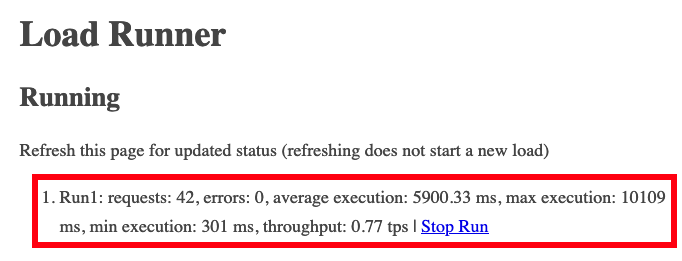 Load Runner
Running
Refresh this page for updated status (refreshing does not start a new load)
1. Run1: requests: 42, errors: 0, average execution: 5900.33 ms, max execution: 10109
ms, min execution: 301 ms, throughput: 0.77 tps | Stop Run